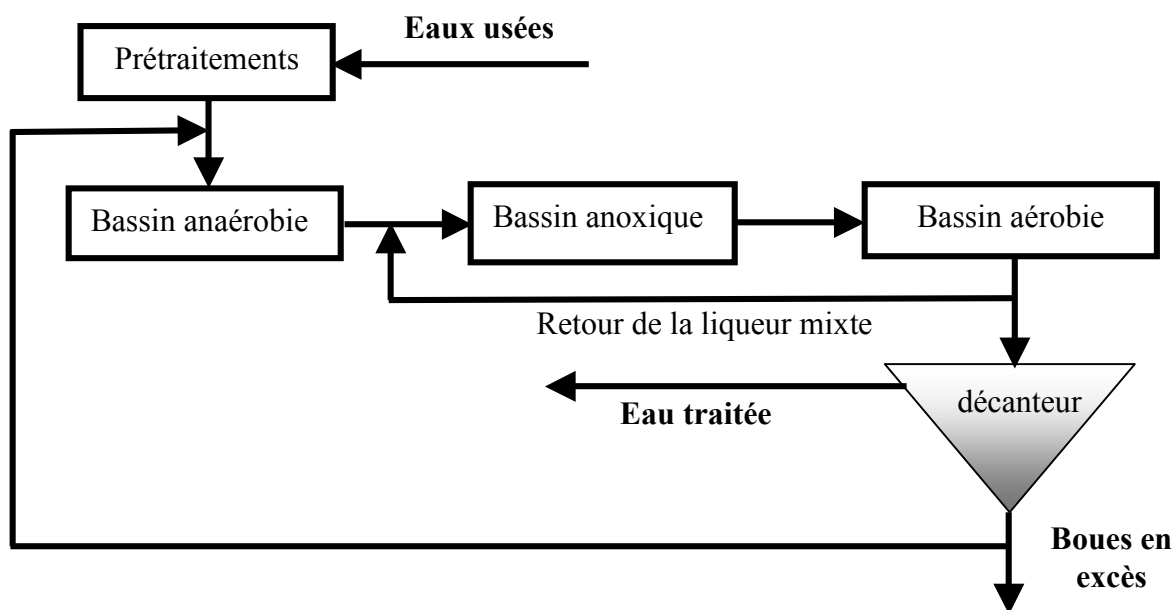 Eaux usées
Prétraitements
Bassin anaérobie
Bassin anoxique
Bassin aérobie
Retour de la liqueur mixte
décanteur
Eau traitée
Boues en
excès